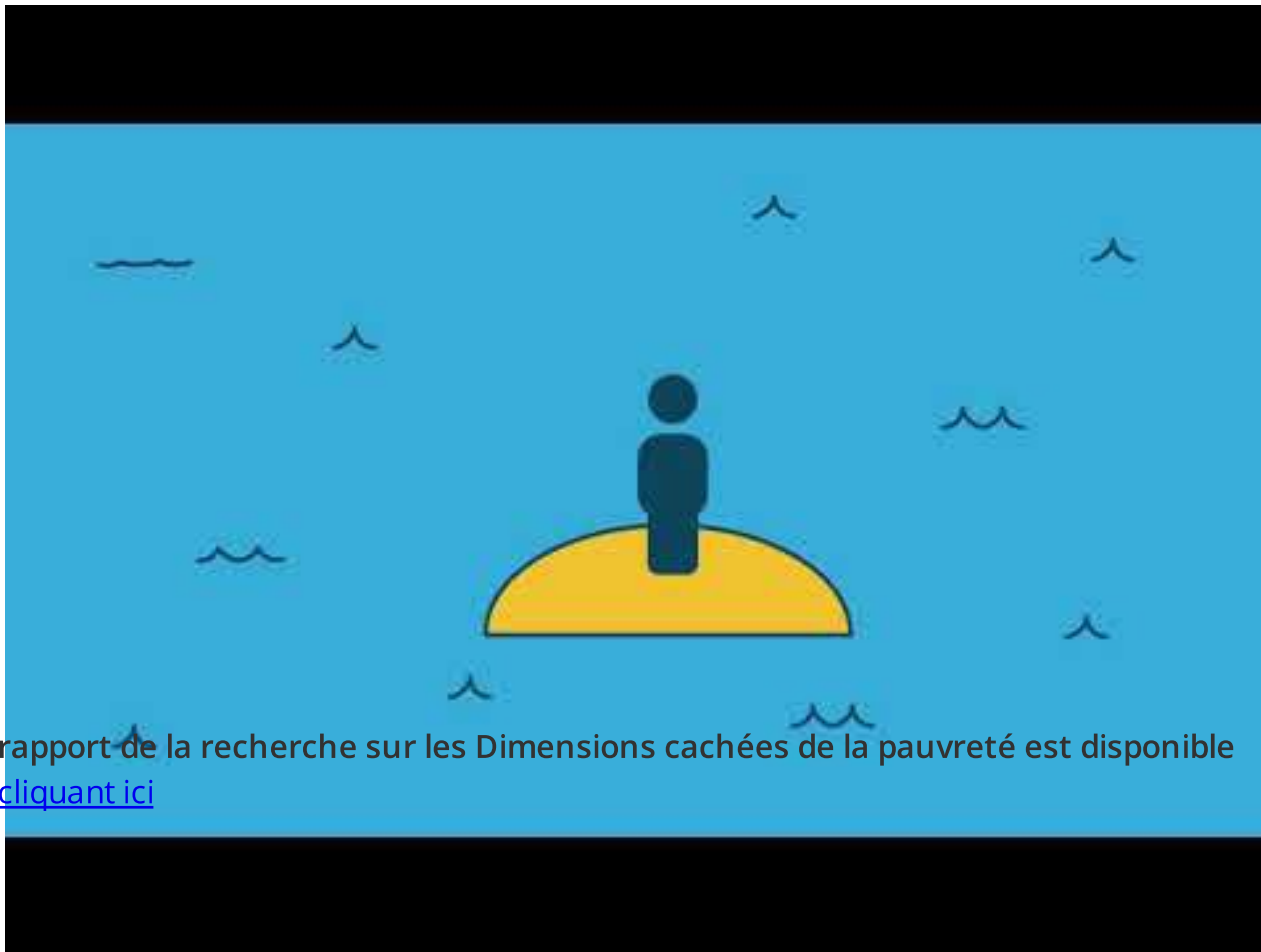 rapport de la recherche sur les Dimensions cachées de la pauvreté est disponible
cliquant ici